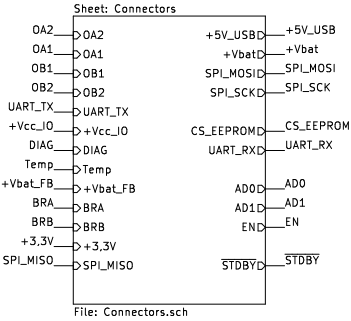 Sheet: Connectors
OA2 OA2 +5V_USB +5V_USB
OA1 OA1 +Vbat +Vbat
OB1 OB1 SPI_MOSI SPI_MOSI
OB2 OB2 SPI_SCK SPI_SCK
UART_TX UART_TX
+Vcc_IO +Vcc_IO CS_EEPROM CS_EEPROM
DIAG DIAG UART_RX UART_RX
Temp Temp
+Vbat_FB +Vbat_FB AD0 AD0
BRA BRA AD1 AD1
BRB BRB EN EN
+3,3V +3,3V
SPI_MISO SPI_MISO STDBY STDBY
File: Connectors.sch